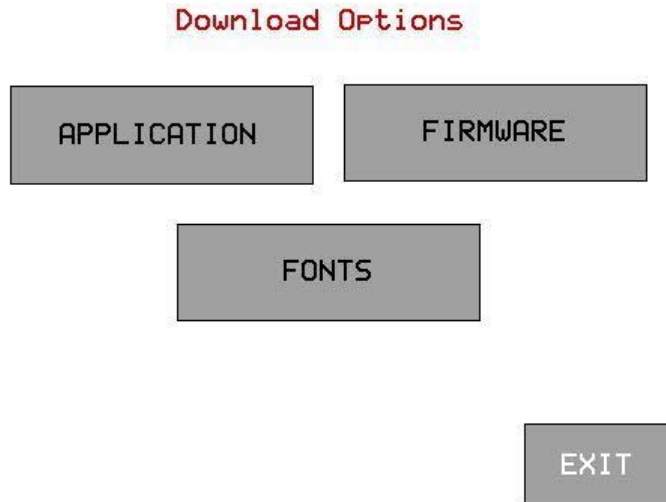 Download Options
APPLICATION
FIRMWARE
FONTS
EXIT